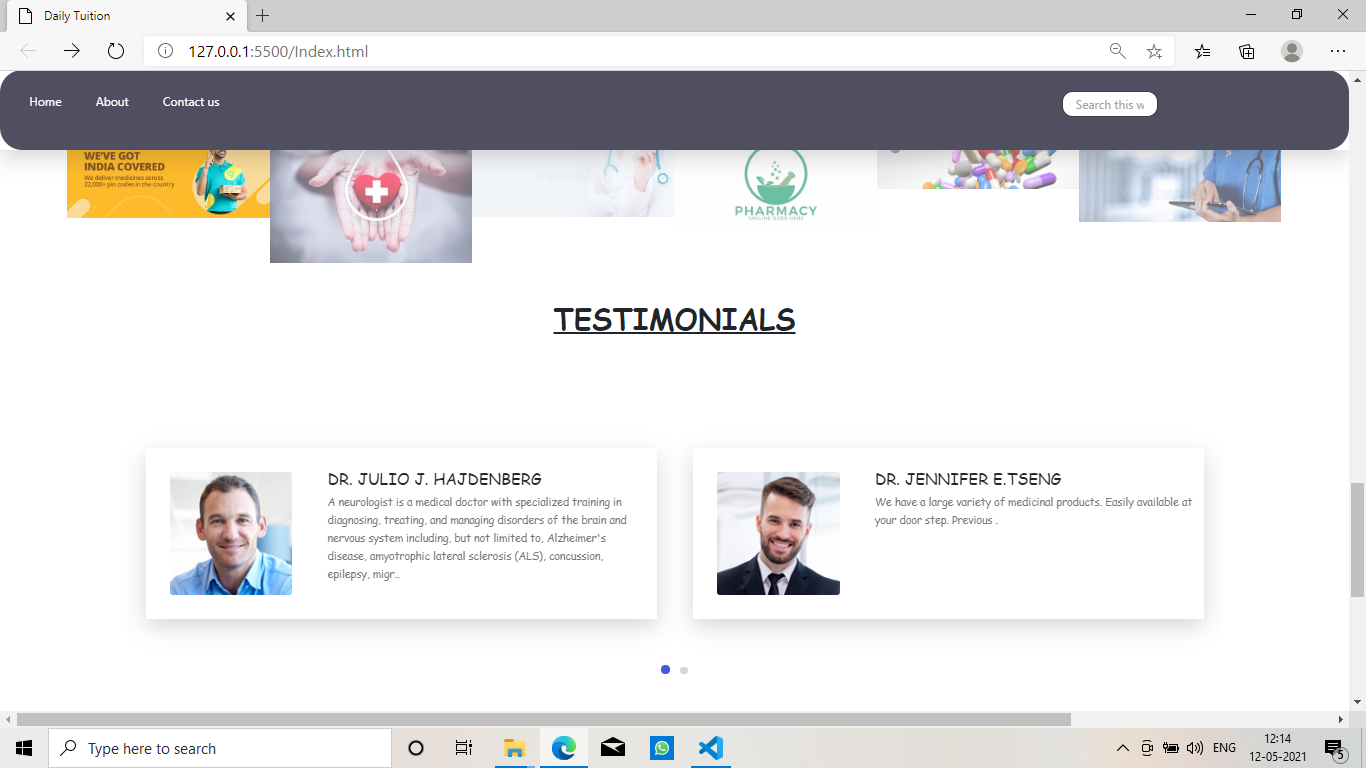 Daily Tuition
127.0.0.1:5500/Index.html
Home About Contact us
Search this w
WE'VE GOT
INDIA COVERED
We deliver medicines across
22,000+ pin codes in the country
PHARMACY
TAGLINE GOES HERE
TESTIMONIALS
DR. JULIO J. HAJDENBERG
A neurologist is a medical doctor with specialized training in
diagnosing, treating, and managing disorders of the brain and
nervous system including, but not limited to, Alzheimer's
disease, amyotrophic lateral sclerosis (ALS), concussion,
epilepsy, migr..
DR. JENNIFER E.TSENG
We have a large variety of medicinal products. Easily available at
your door step. Previous .
Type here to search
ENG
12:14
12-05-2021
5